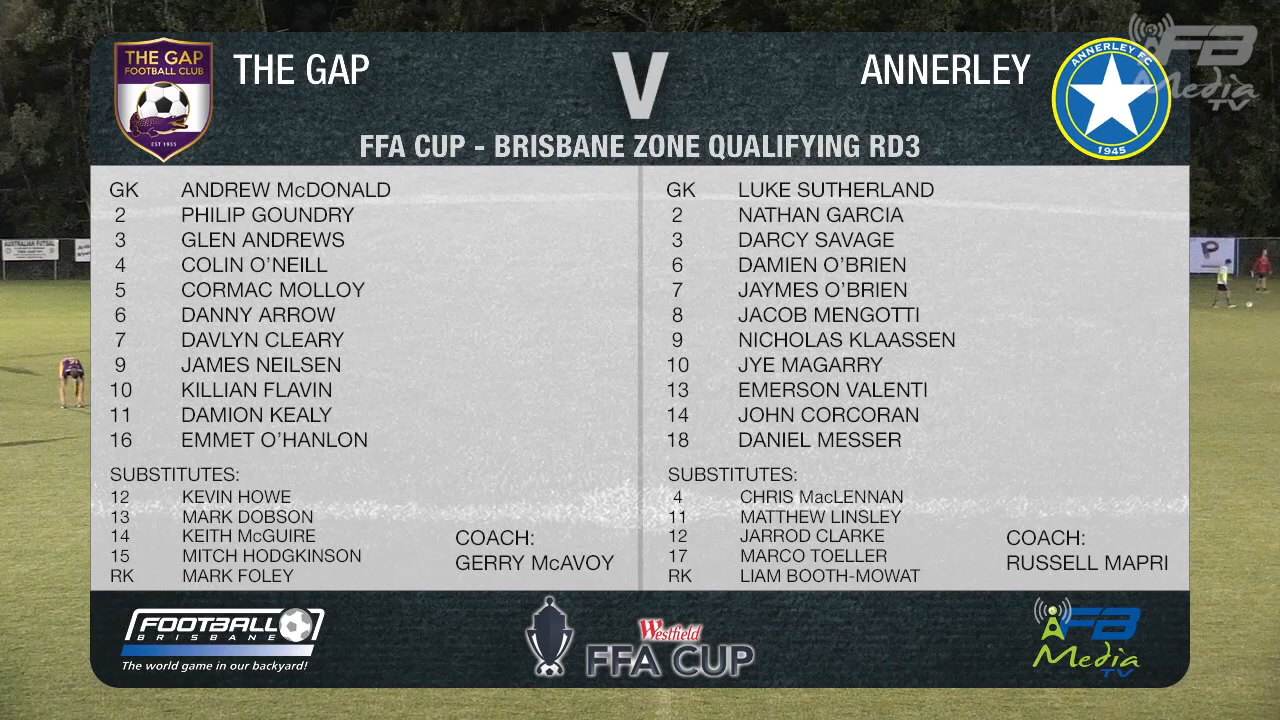 THE GAP
FOOTBALL CLUB
EST 1955
THE GAP
V
ANNERLEY
ANNERLEY FC
1945
FB
Media
TV
FFA CUP - BRISBANE ZONE QUALIFYING RD3
GK ANDREW McDONALD
2 PHILIP GOUNDRY
3 GLEN ANDREWS
4 COLIN O'NEILL
5 CORMAC MOLLOY
6 DANNY ARROW
7 DAVLYN CLEARY
9 JAMES NEILSEN
10 KILLIAN FLAVIN
11 DAMION KEALY
16 EMMET O'HANLON
SUBSTITUTES:
12 KEVIN HOWE
13 MARK DOBSON
14 KEITH McGUIRE
15 MITCH HODGKINSON
RK MARK FOLEY
COACH:
GERRY McAVOY
GK LUKE SUTHERLAND
2 NATHAN GARCIA
3 DARCY SAVAGE
6 DAMIEN O'BRIEN
7 JAYMES O'BRIEN
8 JACOB MENGOTTI
9 NICHOLAS KLAASSEN
10 JYE MAGARRY
13 EMERSON VALENTI
14 JOHN CORCORAN
18 DANIEL MESSER
SUBSTITUTES:
4 CHRIS MacLENNAN
11 MATTHEW LINSLEY
12 JARROD CLARKE
17 MARCO TOELLER
RK LIAM BOOTH-MOWAT
COACH:
RUSSELL MAPRI
AUSTRALIAN FUTSAL
P
FOOTBALL
BRISBANE
The world game in our backyard!
Westfield
FFA CUP
FB
Media
TV